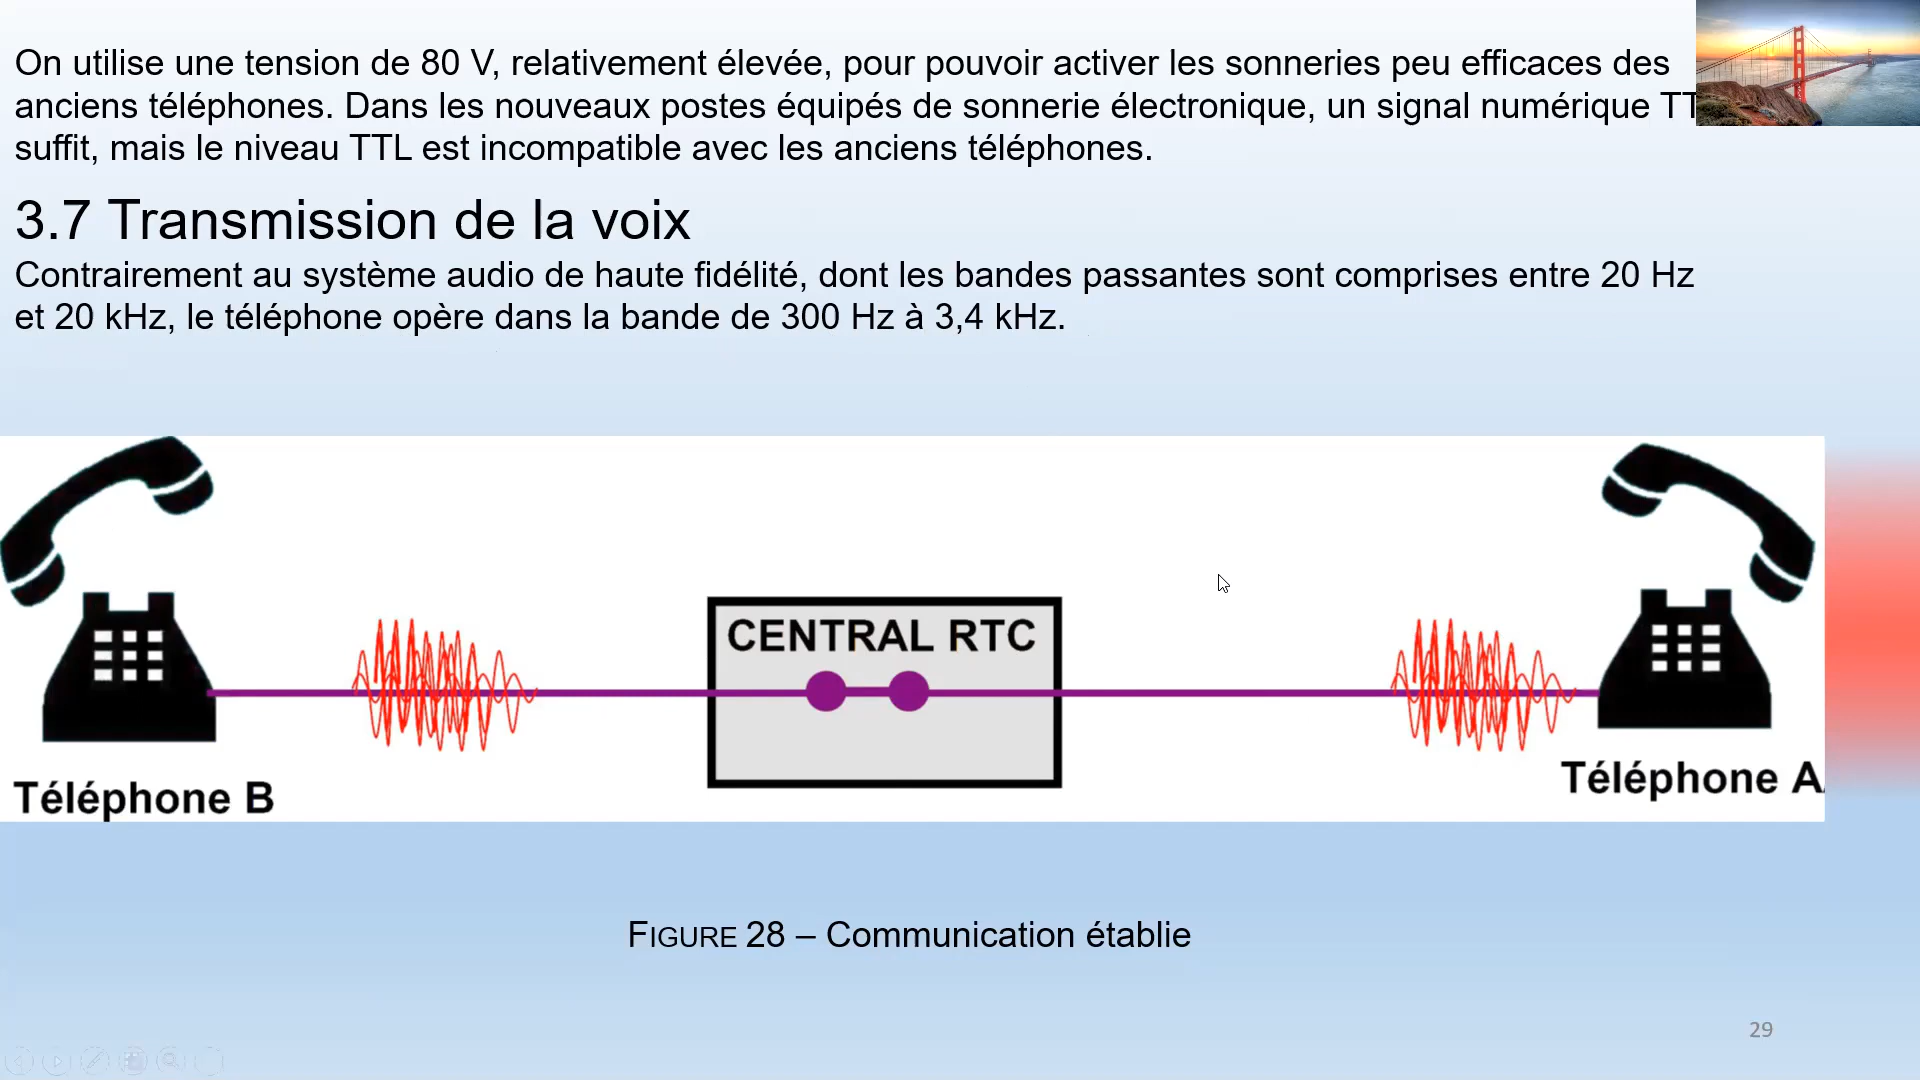 On utilise une tension de 80 V, relativement élevée, pour pouvoir activer les sonneries peu efficaces des
anciens téléphones. Dans les nouveaux postes équipés de sonnerie électronique, un signal numérique
suffit, mais le niveau TTL est incompatible avec les anciens téléphones.
3.7 Transmission de la voix
Contrairement au système audio de haute fidélité, dont les bandes passantes sont comprises entre 20 Hz
et 20 kHz, le téléphone opère dans la bande de 300 Hz à 3,4 kHz.
CENTRAL RTC
Téléphone A
Téléphone B
FIGURE 28 – Communication établie
29